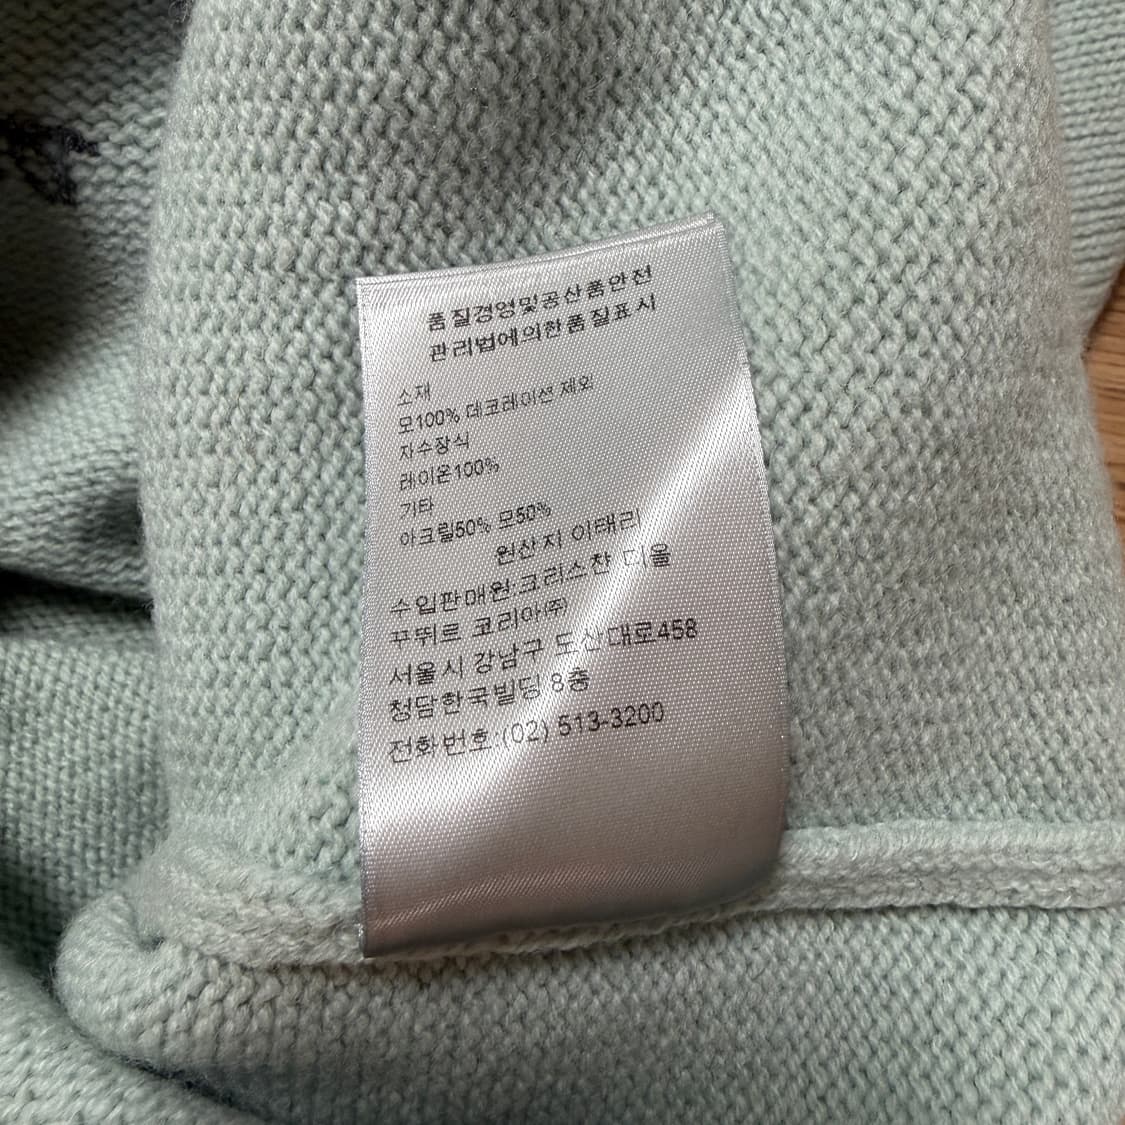 품질경영및공산품안전
관리법에의한품질표시
소재
모100% 데코레이션 제외
자수장식
레이온100%
기타
아크릴50% 모50%
원산지 이태리
수입판매원:크리스챤 디올
꾸뛰르 코리아㈜
서울시 강남구 도산대로458
청담한국빌딩 8층
전화번호:(02) 513-3200